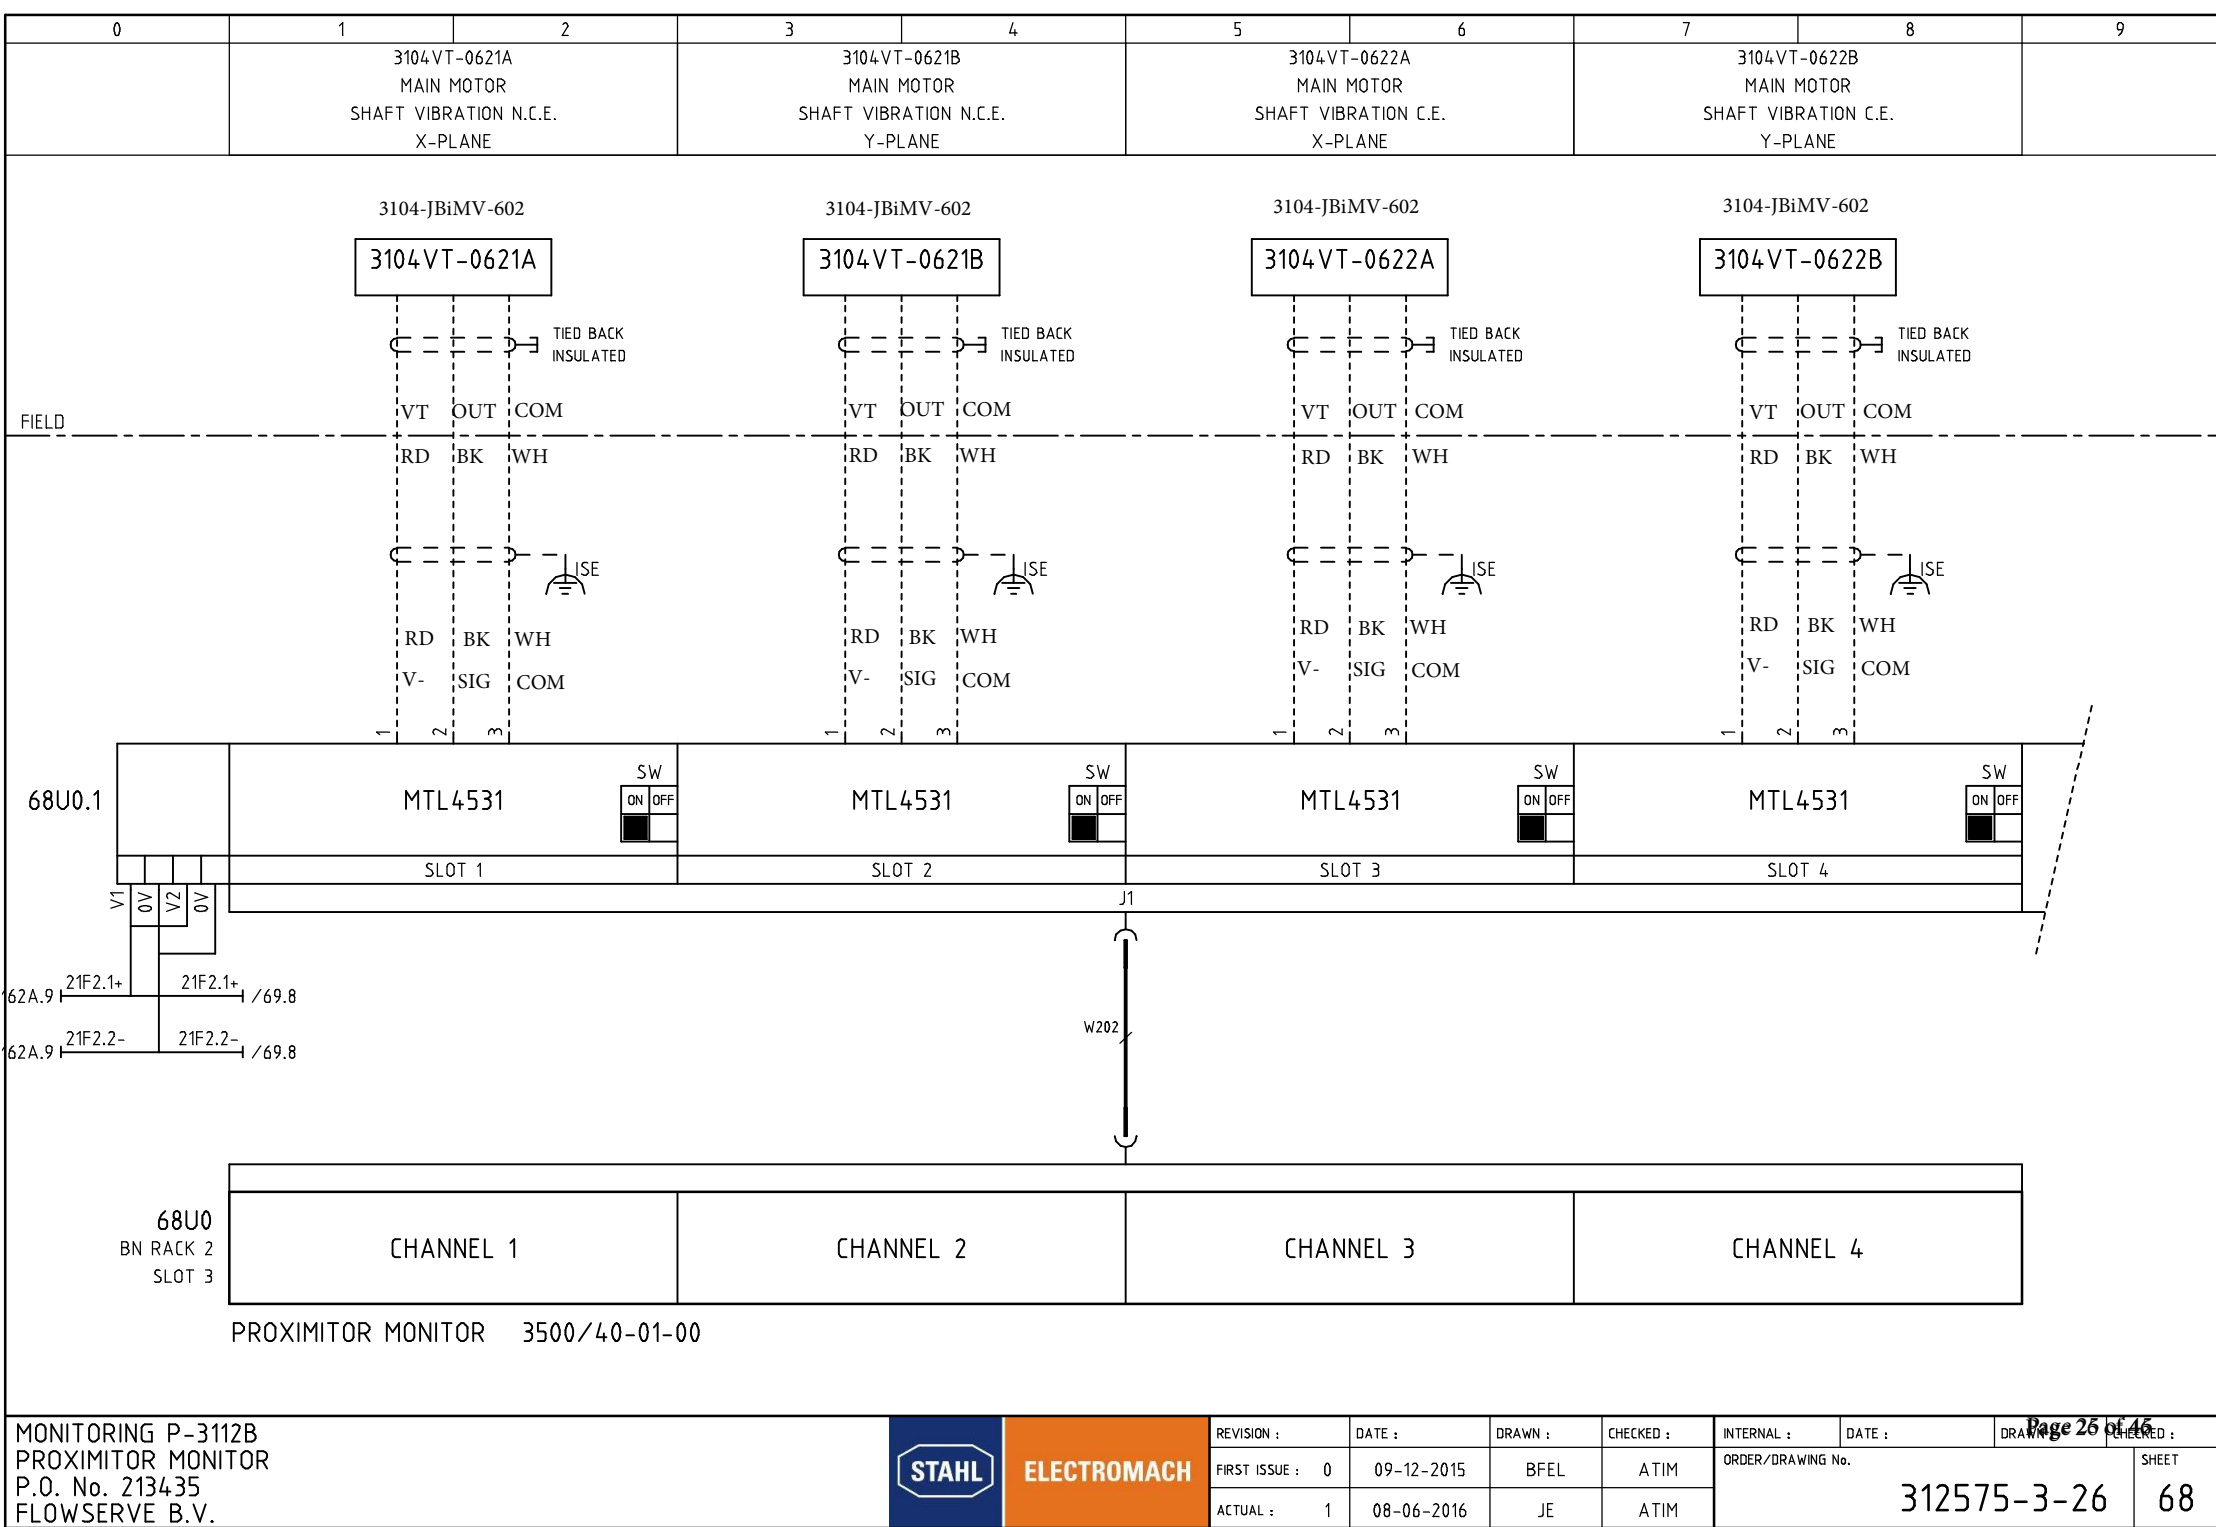 0 1 2 3 4 5 6 7 8 9
3104VT-0621A 3104VT-0621B 3104VT-0622A 3104VT-0622B
MAIN MOTOR MAIN MOTOR MAIN MOTOR MAIN MOTOR
SHAFT VIBRATION N.C.E. SHAFT VIBRATION N.C.E. SHAFT VIBRATION C.E. SHAFT VIBRATION C.E.
X-PLANE Y-PLANE X-PLANE Y-PLANE
3104-JBiMV-602 3104-JBiMV-602 3104-JBiMV-602 3104-JBiMV-602
3104VT-0621A 3104VT-0621B 3104VT-0622A 3104VT-0622B
TIED BACK TIED BACK TIED BACK TIED BACK
INSULATED INSULATED INSULATED INSULATED
VT OUT COM VT OUT COM VT OUT COM VT OUT COM
FIELD
RD BK WH RD BK WH RD BK WH RD BK WH
ISE ISE ISE ISE
RD BK WH RD BK WH RD BK WH RD BK WH
V- SIG COM V- SIG COM V- SIG COM V- SIG COM
1 2 3 1 2 3 1 2 3 1 2 3
SW SW SW SW
68U0.1 MTL4531 ON OFF MTL4531 ON OFF MTL4531 ON OFF MTL4531 ON OFF
SLOT 1 SLOT 2 SLOT 3 SLOT 4
V1 0V V2 0V J1
62A.9 21F2.1+ 21F2.1+ /69.8
W202
62A.9 21F2.2- 21F2.2- /69.8
68U0
BN RACK 2
SLOT 3
CHANNEL 1 CHANNEL 2 CHANNEL 3 CHANNEL 4
PROXIMITOR MONITOR 3500/40-01-00
MONITORING P-3112B
PROXIMITOR MONITOR
P.O. No. 213435
FLOWSERVE B.V.
STAHL ELECTROMACH
REVISION : DATE : DRAWN : CHECKED : INTERNAL : DATE : DRAWN CHECKED :
Page of
FIRST ISSUE : 0 09-12-2015 BFEL ATIM
ACTUAL : 1 08-06-2016 JE ATIM
ORDER/DRAWING No. SHEET
312575-3-26 68